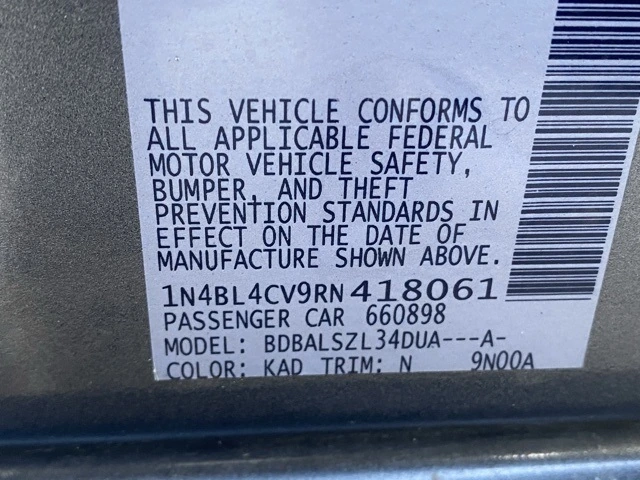 THIS VEHICLE CONFORMS TO
ALL APPLICABLE FEDERAL
MOTOR VEHICLE SAFETY,
BUMPER, AND THEFT
PREVENTION STANDARDS IN
EFFECT ON THE DATE OF
MANUFACTURE SHOWN ABOVE.
1N4BL4CV9RN418061
PASSENGER CAR 660898
MODEL: BDBALSZL34DUA---A-
COLOR: KAD TRIM: N 9N00A